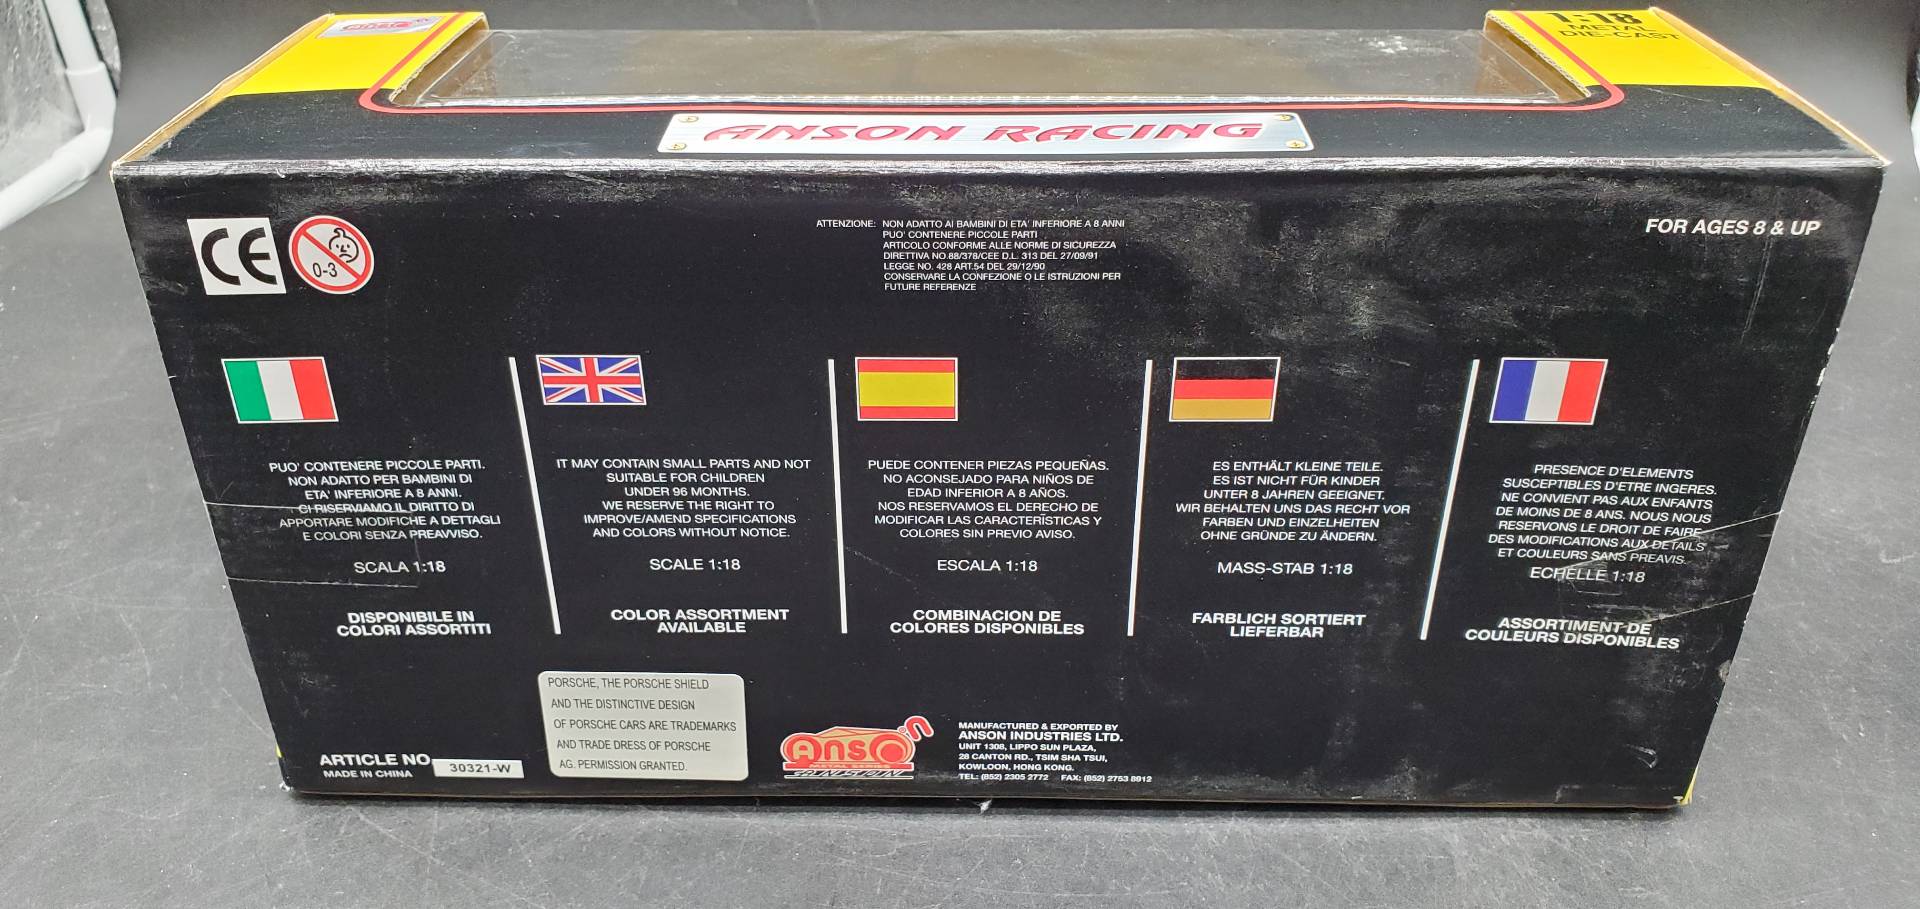 Anson
1:18
METAL
DIE-CAST
ANSON RACING
CE
0-3
ATTENZIONE: NON ADATTO AI BAMBINI DI ETA' INFERIORE A 8 ANNI
PUO' CONTENERE PICCOLE PARTI
ARTICOLO CONFORME ALLE NORME DI SICUREZZA
DIRETTIVA NO 88/378/CEE D.L. 313 DEL 27/09/91
LEGGE NO. 428 ART.54 DEL 29/12/90
CONSERVARE LA CONFEZIONE O LE ISTRUZIONI PER
FUTURE REFERENZE
FOR AGES 8 & UP
PUO' CONTENERE PICCOLE PARTI.
NON ADATTO PER BAMBINI DI
ETA' INFERIORE A 8 ANNI.
CI RISERVIAMO IL DIRITTO DI
APPORTARE MODIFICHE A DETTAGLI
E COLORI SENZA PREAVVISO.
SCALA 1:18
DISPONIBILE IN
COLORI ASSORTITI
IT MAY CONTAIN SMALL PARTS AND NOT
SUITABLE FOR CHILDREN
UNDER 96 MONTHS.
WE RESERVE THE RIGHT TO
IMPROVE/AMEND SPECIFICATIONS
AND COLORS WITHOUT NOTICE.
SCALE 1:18
COLOR ASSORTMENT
AVAILABLE
PUEDE CONTENER PIEZAS PEQUEÑAS.
NO ACONSEJADO PARA NIÑOS DE
EDAD INFERIOR A 8 AÑOS.
NOS RESERVAMOS EL DERECHO DE
MODIFICAR LAS CARACTERÍSTICAS Y
COLORES SIN PREVIO AVISO.
ESCALA 1:18
COMBINACION DE
COLORES DISPONIBLES
ES ENTHÄLT KLEINE TEILE.
ES IST NICHT FÜR KINDER
UNTER 8 JAHREN GEEIGNET.
WIR BEHALTEN UNS DAS RECHT VOR
FARBEN UND EINZELHEITEN
OHNE GRÜNDE ZU ÄNDERN.
MASS-STAB 1:18
FARBLICH SORTIERT
LIEFERBAR
PRESENCE D'ELEMENTS
SUSCEPTIBLES D'ETRE INGERES.
NE CONVIENT PAS AUX ENFANTS
DE MOINS DE 8 ANS. NOUS NOUS
RESERVONS LE DROIT DE FAIRE
DES MODIFICATIONS AUX DETAILS
ET COULEURS SANS PREAVIS.
ECHELLE 1:18
ASSORTIMENT DE
COULEURS DISPONIBLES
ARTICLE NO. 30321-W
MADE IN CHINA
PORSCHE, THE PORSCHE SHIELD
AND THE DISTINCTIVE DESIGN
OF PORSCHE CARS ARE TRADEMARKS
AND TRADE DRESS OF PORSCHE
AG. PERMISSION GRANTED.
Anson
METAL SERIES
MANUFACTURED & EXPORTED BY
ANSON INDUSTRIES LTD.
UNIT 1308, LIPPO SUN PLAZA,
28 CANTON RD., TSIM SHA TSUI,
KOWLOON, HONG KONG.
TEL: (852) 2305 2772 FAX: (852) 2753 8912